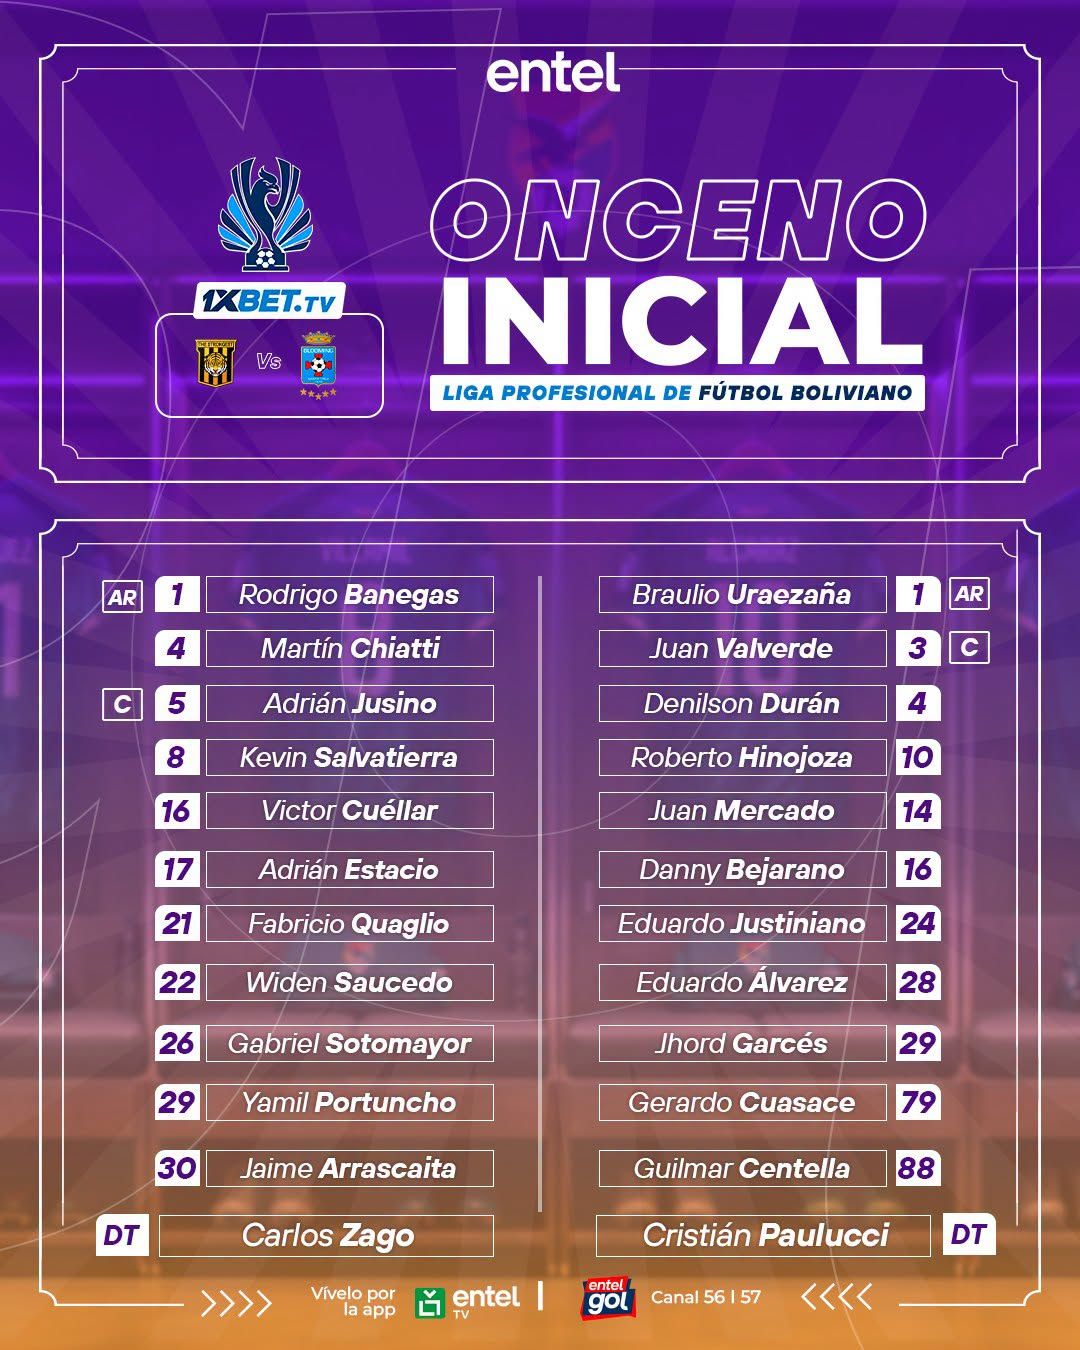 entel
ONCENO
INICIAL
LIGA PROFESIONAL DE FÚTBOL BOLIVIANO
1XBET.TV
THE STRONGEST
Vs
BLOOMING
AR 1 Rodrigo Banegas
4 Martín Chiatti
C 5 Adrián Jusino
8 Kevin Salvatierra
16 Victor Cuéllar
17 Adrián Estacio
21 Fabricio Quaglio
22 Widen Saucedo
26 Gabriel Sotomayor
29 Yamil Portuncho
30 Jaime Arrascaita
DT Carlos Zago
Braulio Uraezaña 1 AR
Juan Valverde 3 C
Denilson Durán 4
Roberto Hinojoza 10
Juan Mercado 14
Danny Bejarano 16
Eduardo Justiniano 24
Eduardo Álvarez 28
Jhord Garcés 29
Gerardo Cuasace 79
Guilmar Centella 88
Cristián Paulucci DT
Vívelo por
la app
entel
TV
entel
gol
Canal 56 | 57